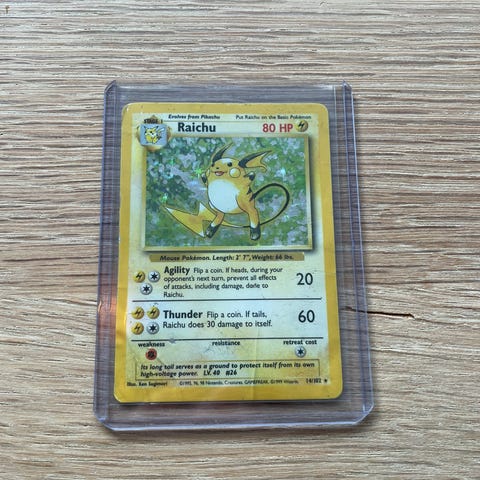 Evolves from Pikachu Put Raichu on the Basic Pokémon
STAGE 1
Raichu 80 HP
Mouse Pokémon. Length: 2' 7", Weight: 66 lbs.
Agility Flip a coin. If heads, during your
opponent's next turn, prevent all effects
of attacks, including damage, done to
Raichu.
20
Thunder Flip a coin. If tails,
Raichu does 30 damage to itself.
60
weakness resistance retreat cost
Its long tail serves as a ground to protect itself from its own
high-voltage power. LV. 40 #26
Illus. Ken Sugimori ©1995, 96, 98 Nintendo, Creatures, GAMEFREAK. ©1999 Wizards. 14/102 ★